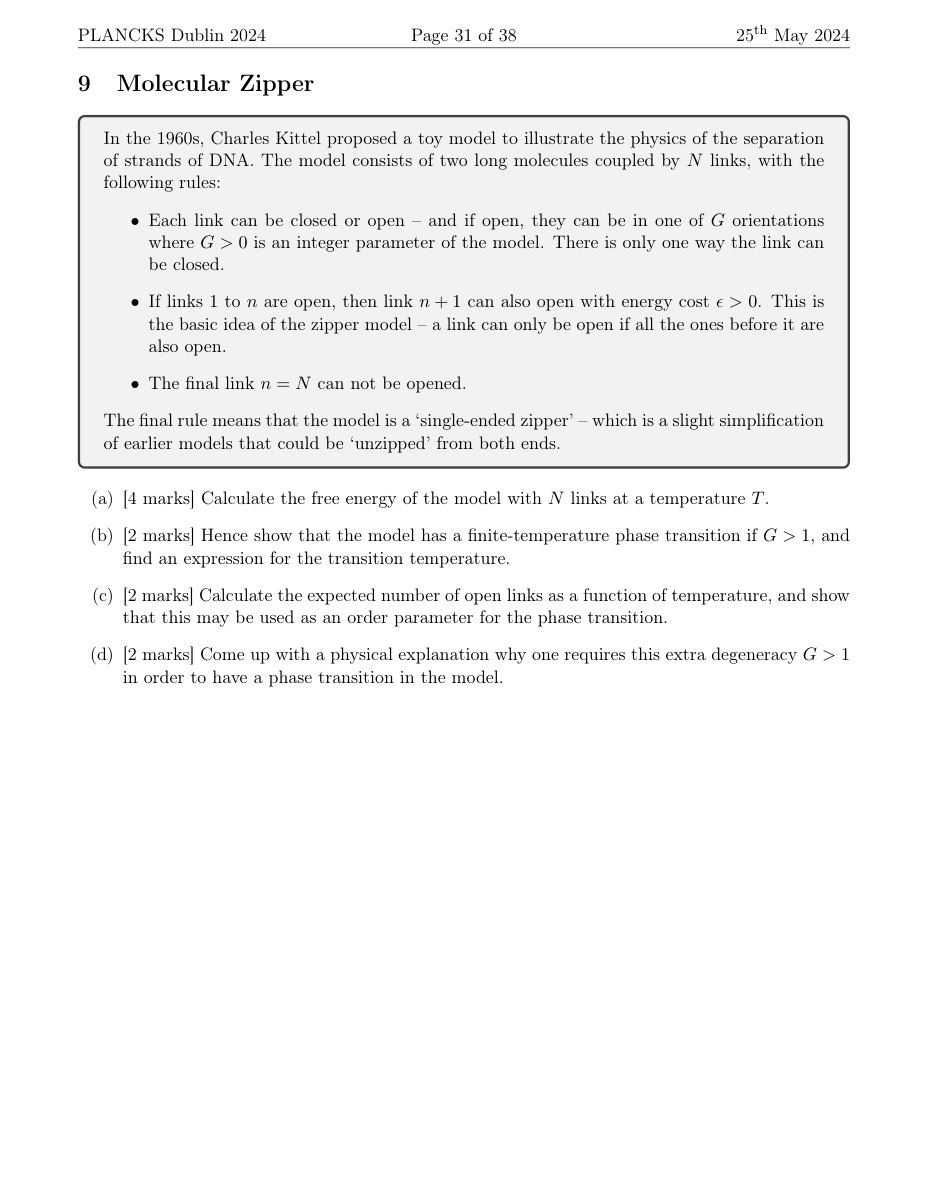 PLANCKS Dublin 2024 Page 31 of 38 25th May 2024
9 Molecular Zipper
In the 1960s, Charles Kittel proposed a toy model to illustrate the physics of the separation
of strands of DNA. The model consists of two long molecules coupled by N links, with the
following rules:
• Each link can be closed or open – and if open, they can be in one of G orientations
where G > 0 is an integer parameter of the model. There is only one way the link can
be closed.
• If links 1 to n are open, then link n + 1 can also open with energy cost ϵ > 0. This is
the basic idea of the zipper model – a link can only be open if all the ones before it are
also open.
• The final link n = N can not be opened.
The final rule means that the model is a ‘single-ended zipper’ – which is a slight simplification
of earlier models that could be ‘unzipped’ from both ends.
(a) [4 marks] Calculate the free energy of the model with N links at a temperature T.
(b) [2 marks] Hence show that the model has a finite-temperature phase transition if G > 1, and
find an expression for the transition temperature.
(c) [2 marks] Calculate the expected number of open links as a function of temperature, and show
that this may be used as an order parameter for the phase transition.
(d) [2 marks] Come up with a physical explanation why one requires this extra degeneracy G > 1
in order to have a phase transition in the model.